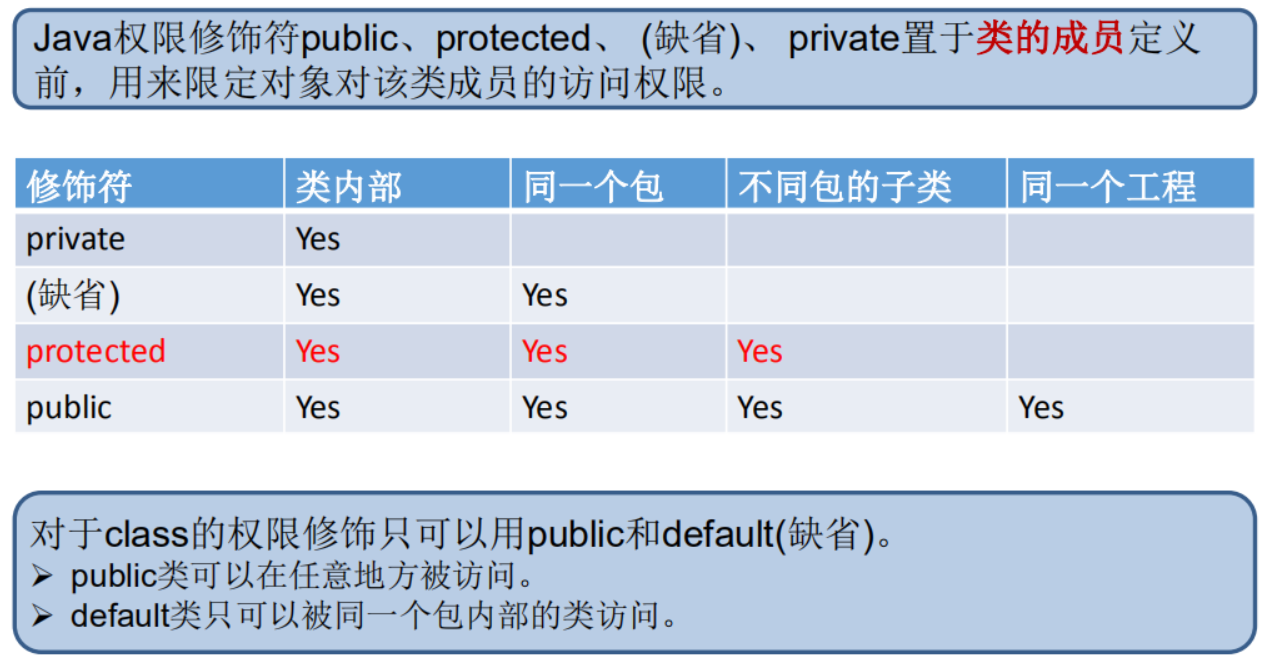 Java权限修饰符public、protected、 (缺省)、 private置于类的成员定义
前，用来限定对象对该类成员的访问权限。
修饰符 类内部 同一个包 不同包的子类 同一个工程
private Yes
(缺省) Yes Yes
protected Yes Yes Yes
public Yes Yes Yes Yes
对于class的权限修饰只可以用public和default(缺省)。
➢ public类可以在任意地方被访问。
➢ default类只可以被同一个包内部的类访问。